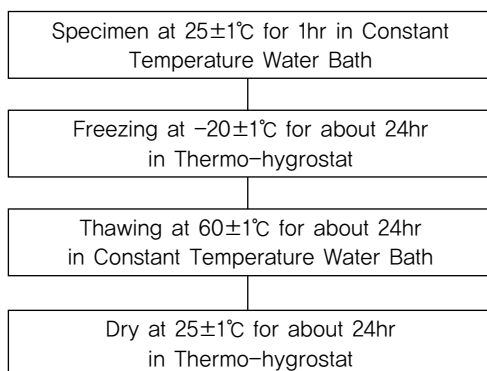 Specimen at 25±1℃ for 1hr in Constant
Temperature Water Bath
Freezing at -20±1℃ for about 24hr
in Thermo-hygrostat
Thawing at 60±1℃ for about 24hr
in Constant Temperature Water Bath
Dry at 25±1℃ for about 24hr
in Thermo-hygrostat